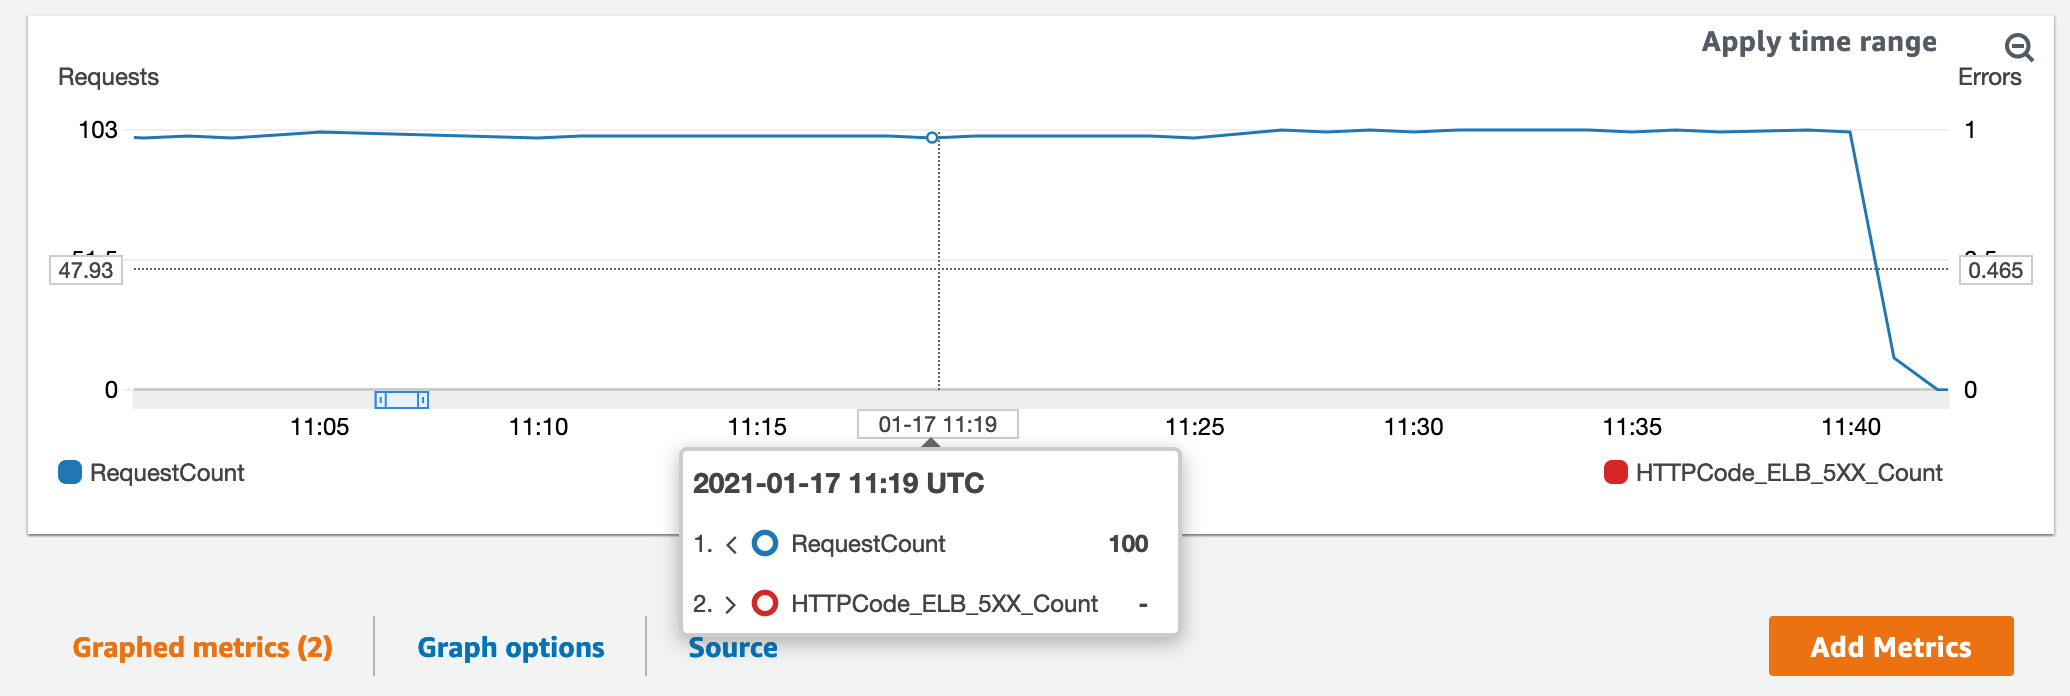 Apply time range
Requests
Errors
103
1
47.93
0.465
0
0
11:05
11:10
11:15
01-17 11:19
11:25
11:30
11:35
11:40
RequestCount
HTTPCode_ELB_5XX_Count
2021-01-17 11:19 UTC
1. < RequestCount 100
2. > HTTPCode_ELB_5XX_Count -
Graphed metrics (2)
Graph options
Source
Add Metrics